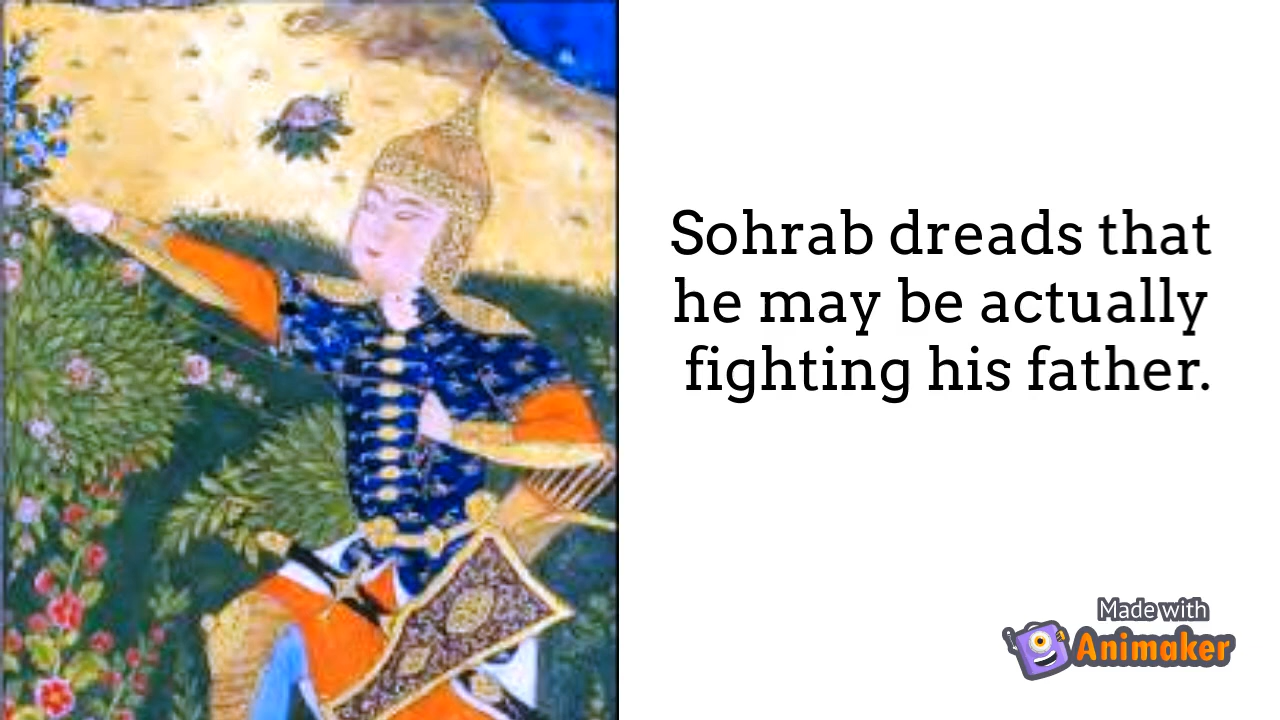 Sohrab dreads that
he may be actually
fighting his father.
Made with
Animaker